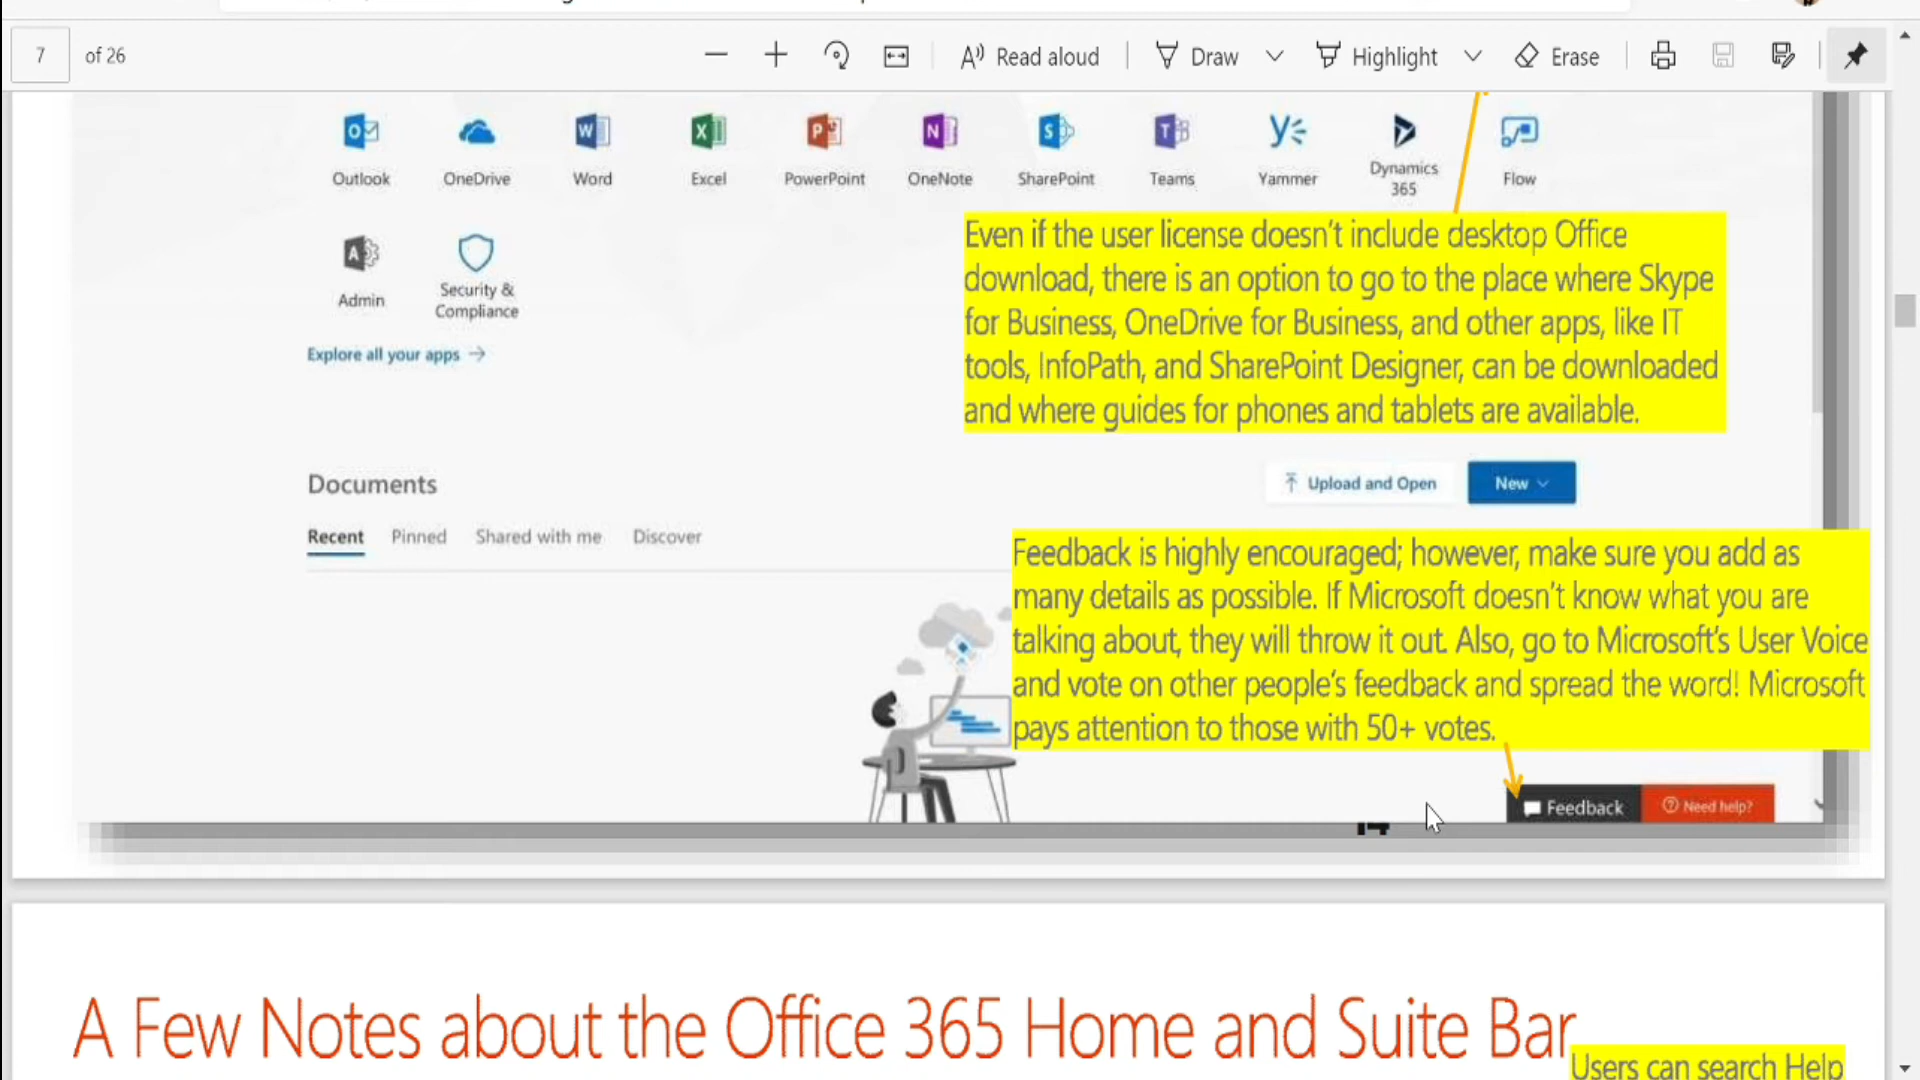 7 of 26 Read aloud Draw Highlight Erase
Outlook OneDrive Word Excel PowerPoint OneNote SharePoint Teams Yammer Dynamics 365 Flow
Even if the user license doesn't include desktop Office
download, there is an option to go to the place where Skype
for Business, OneDrive for Business, and other apps, like IT
tools, InfoPath, and SharePoint Designer, can be downloaded
and where guides for phones and tablets are available.
Admin Security & Compliance
Explore all your apps →
Documents
Upload and Open New
Recent Pinned Shared with me Discover
Feedback is highly encouraged; however, make sure you add as
many details as possible. If Microsoft doesn't know what you are
talking about, they will throw it out. Also, go to Microsoft's User Voice
and vote on other people's feedback and spread the word! Microsoft
pays attention to those with 50+ votes.
Feedback Need help?
A Few Notes about the Office 365 Home and Suite Bar
Users can search Help